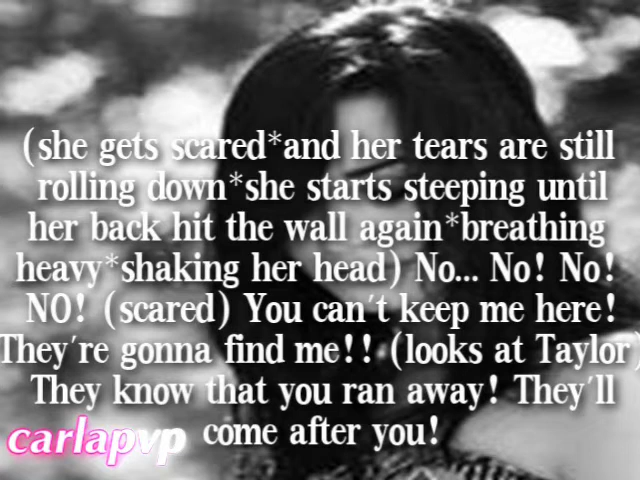 (she gets scared*and her tears are still
rolling down*she starts steeping until
her back hit the wall again*breathing
heavy*shaking her head) No... No! No!
NO! (scared) You can't keep me here!
They're gonna find me!! (looks at Taylor)
They know that you ran away! They'll
come after you!
carlapvp